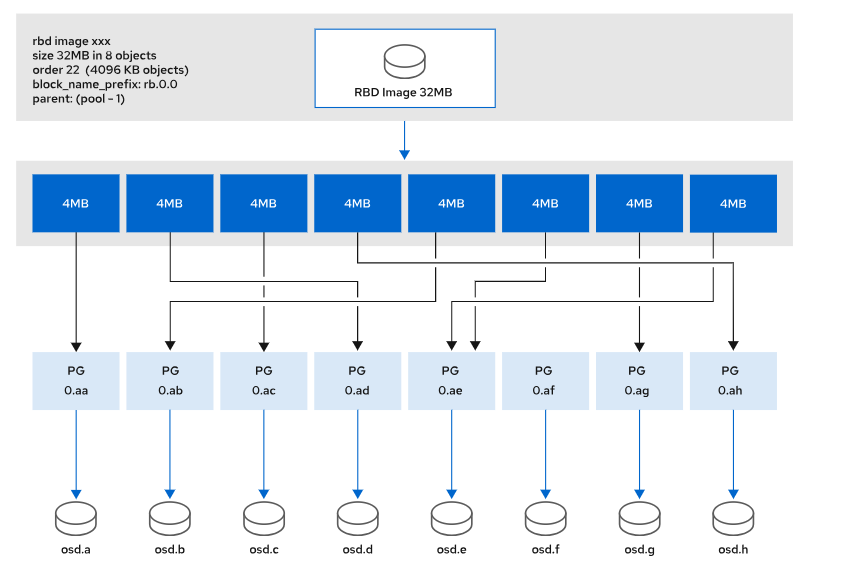 rbd image xxx
size 32MB in 8 objects
order 22 (4096 KB objects)
block_name_prefix: rb.0.0
parent: (pool - 1)
RBD Image 32MB
4MB 4MB 4MB 4MB 4MB 4MB 4MB 4MB
PG PG PG PG PG PG PG PG
0.aa 0.ab 0.ac 0.ad 0.ae 0.af 0.ag 0.ah
osd.a osd.b osd.c osd.d osd.e osd.f osd.g osd.h